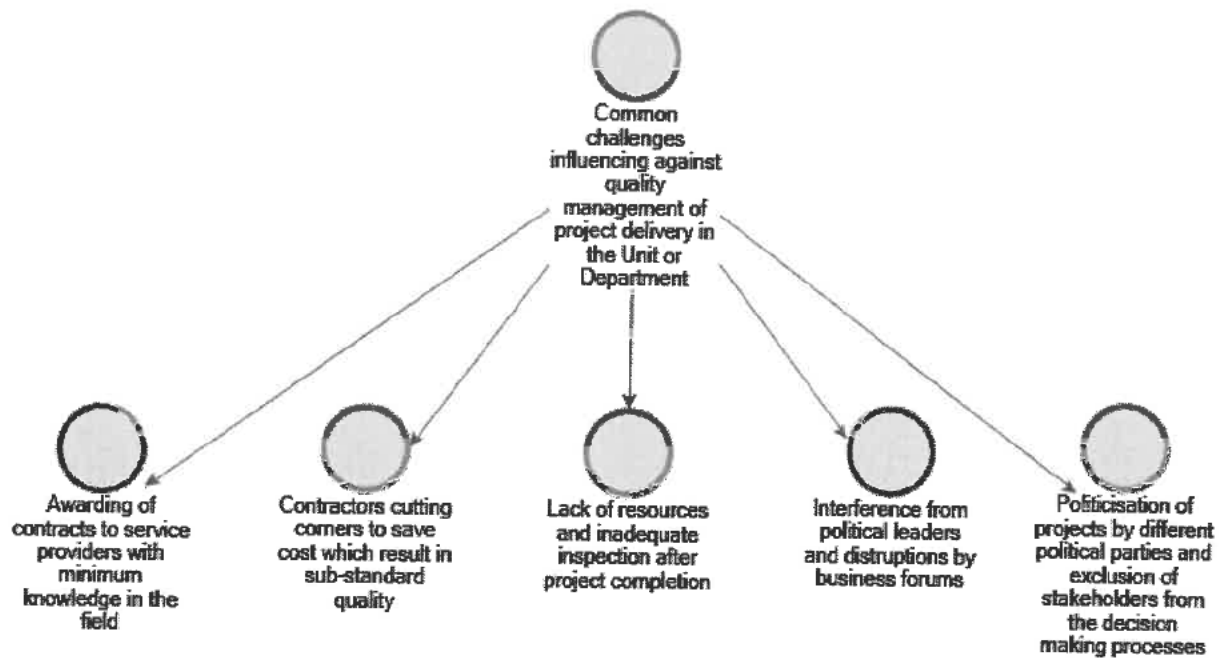 Common
challenges
influencing against
quality
management of
project delivery in
the Unit or
Department
Awarding of
contracts to service
providers with
minimum
knowledge in the
field
Contractors cutting
corners to save
cost which result in
sub-standard
quality
Lack of resources
and inadequate
inspection after
project completion
Interference from
political leaders
and distruptions by
business forums
Politicisation of
projects by different
political parties and
exclusion of
stakeholders from
the decision
making processes